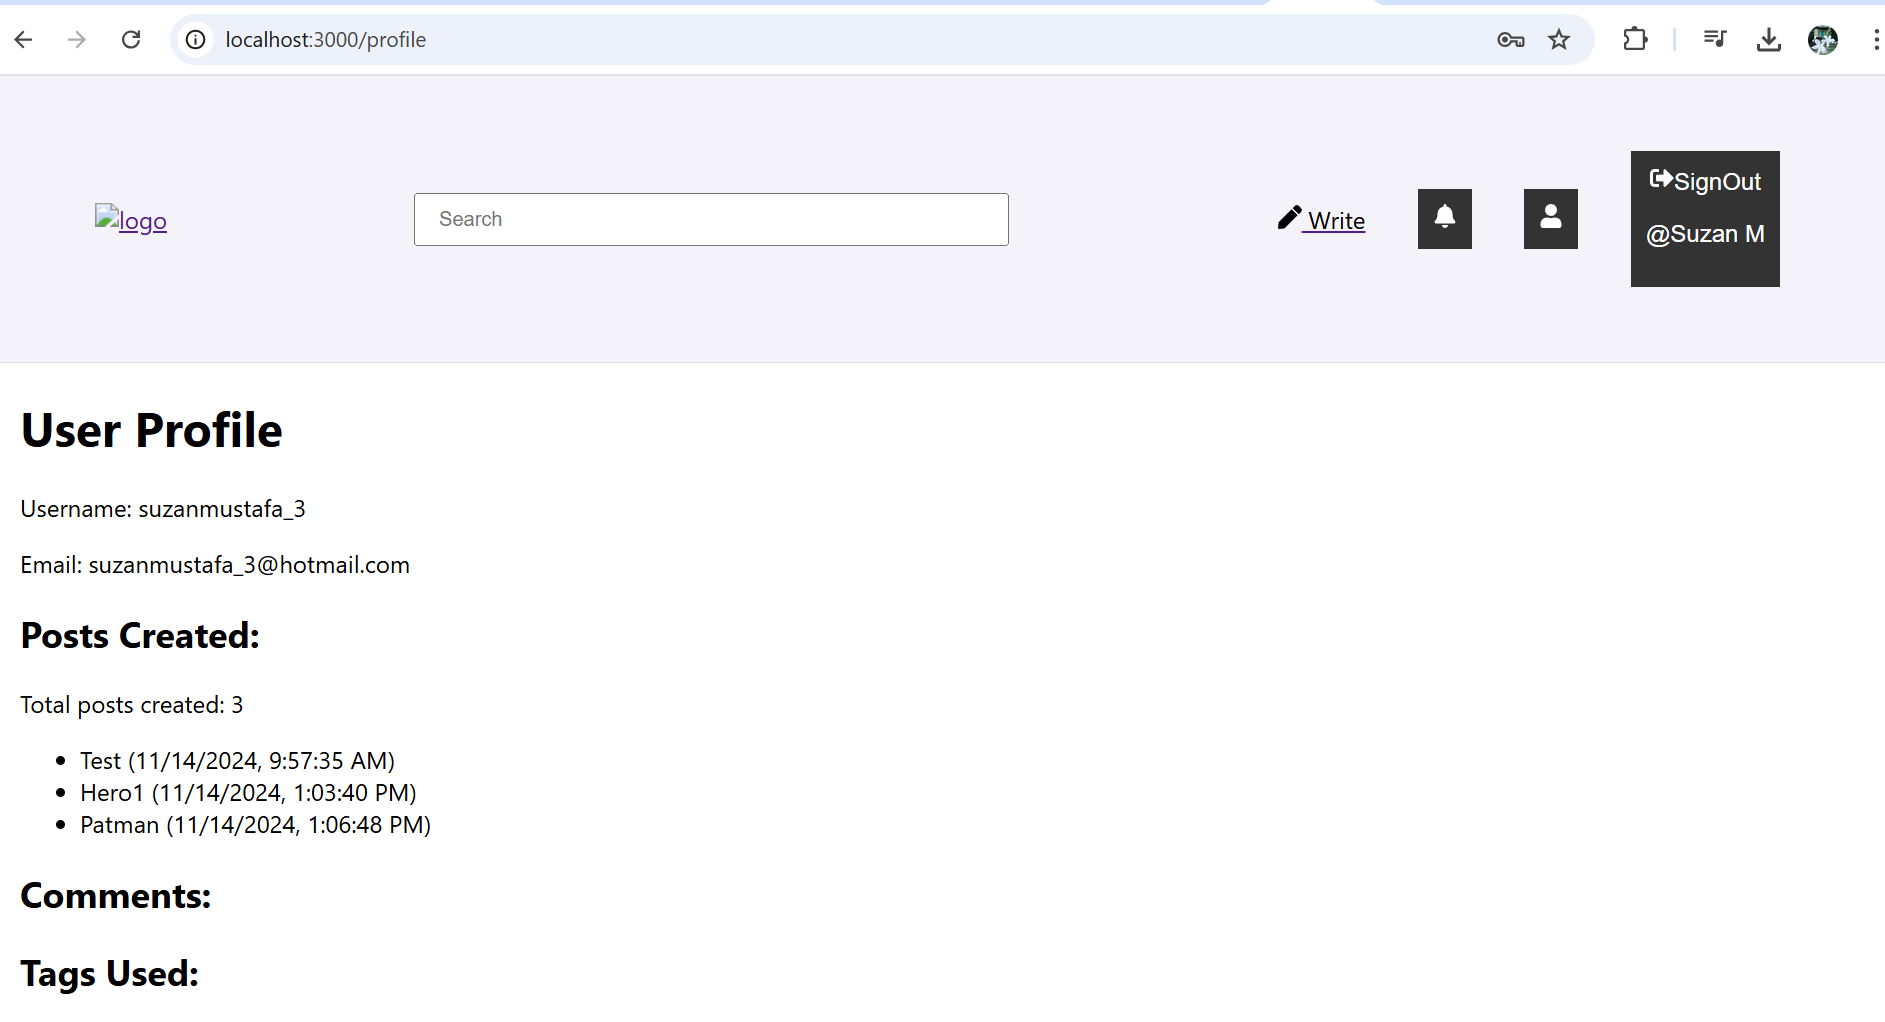 localhost:3000/profile
logo
Search
Write
SignOut
@Suzan M
User Profile
Username: suzanmustafa_3
Email: suzanmustafa_3@hotmail.com
Posts Created:
Total posts created: 3
Test (11/14/2024, 9:57:35 AM)
Hero1 (11/14/2024, 1:03:40 PM)
Patman (11/14/2024, 1:06:48 PM)
Comments:
Tags Used: